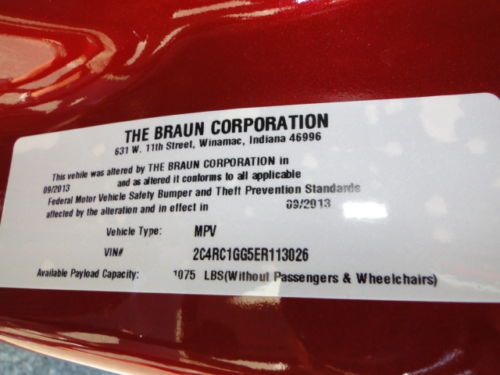 THE BRAUN CORPORATION
631 W. 11th Street, Winamac, Indiana 46996
This vehile was altered by THE BRAUN CORPORATION in
09/2013 and as altered it conforms to all applicable
Federal Motor Vehicle Safety Bumper and Theft Prevention Standards
affected by the alteration and in effect in 09/2013
Vehicle Type: MPV
VIN# 2C4RC1GG5ER113026
Available Payload Capacity: 1075 LBS(Without Passengers & Wheelchairs)